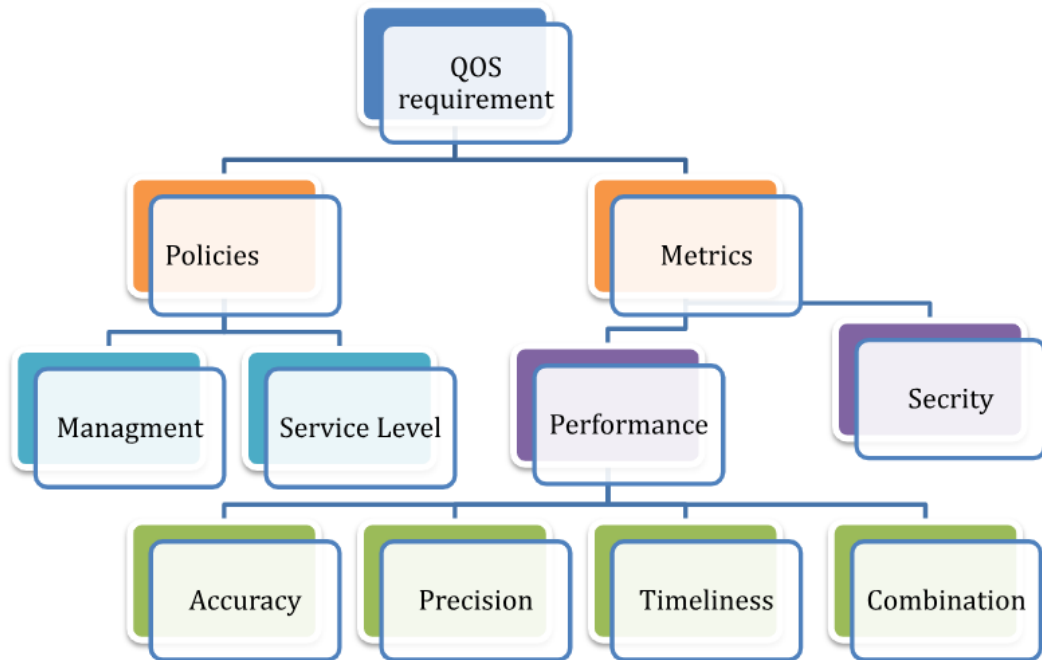 QOS
requirement
Policies
Metrics
Managment
Service Level
Performance
Secrity
Accuracy
Precision
Timeliness
Combination